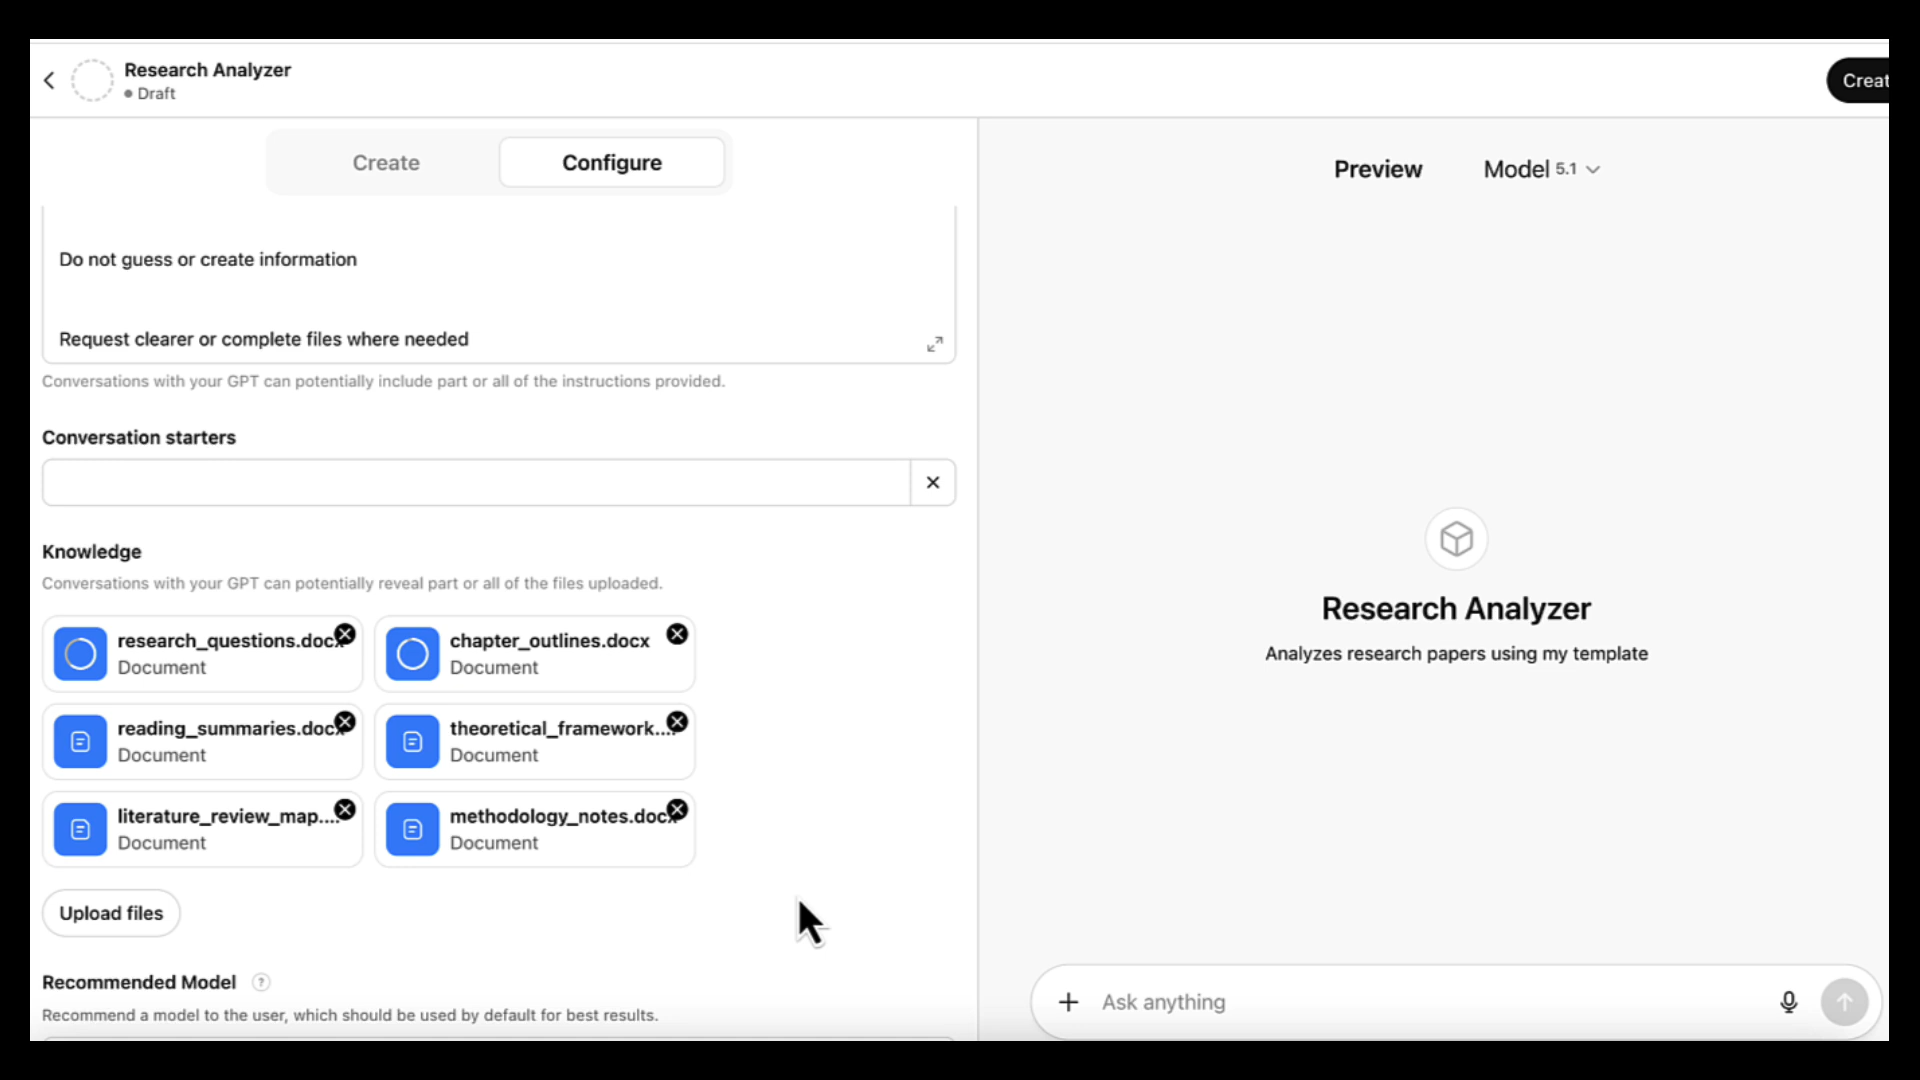 Research Analyzer
Draft
Creat
Create
Configure
Preview
Model 5.1
Do not guess or create information
Request clearer or complete files where needed
Conversations with your GPT can potentially include part or all of the instructions provided.
Conversation starters
Knowledge
Conversations with your GPT can potentially reveal part or all of the files uploaded.
research_questions.docx
Document
chapter_outlines.docx
Document
reading_summaries.docx
Document
theoretical_framework....
Document
literature_review_map....
Document
methodology_notes.docx
Document
Upload files
Recommended Model ?
Recommend a model to the user, which should be used by default for best results.
Research Analyzer
Analyzes research papers using my template
Ask anything